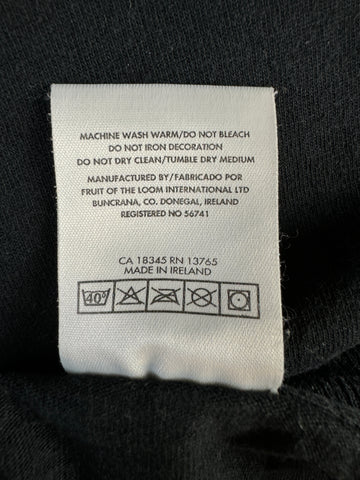 MACHINE WASH WARM/DO NOT BLEACH
DO NOT IRON DECORATION
DO NOT DRY CLEAN/TUMBLE DRY MEDIUM
MANUFACTURED BY/FABRICADO POR
FRUIT OF THE LOOM INTERNATIONAL LTD
BUNCRANA, CO. DONEGAL, IRELAND
REGISTERED NO 56741
CA 18345 RN 13765
MADE IN IRELAND
40°